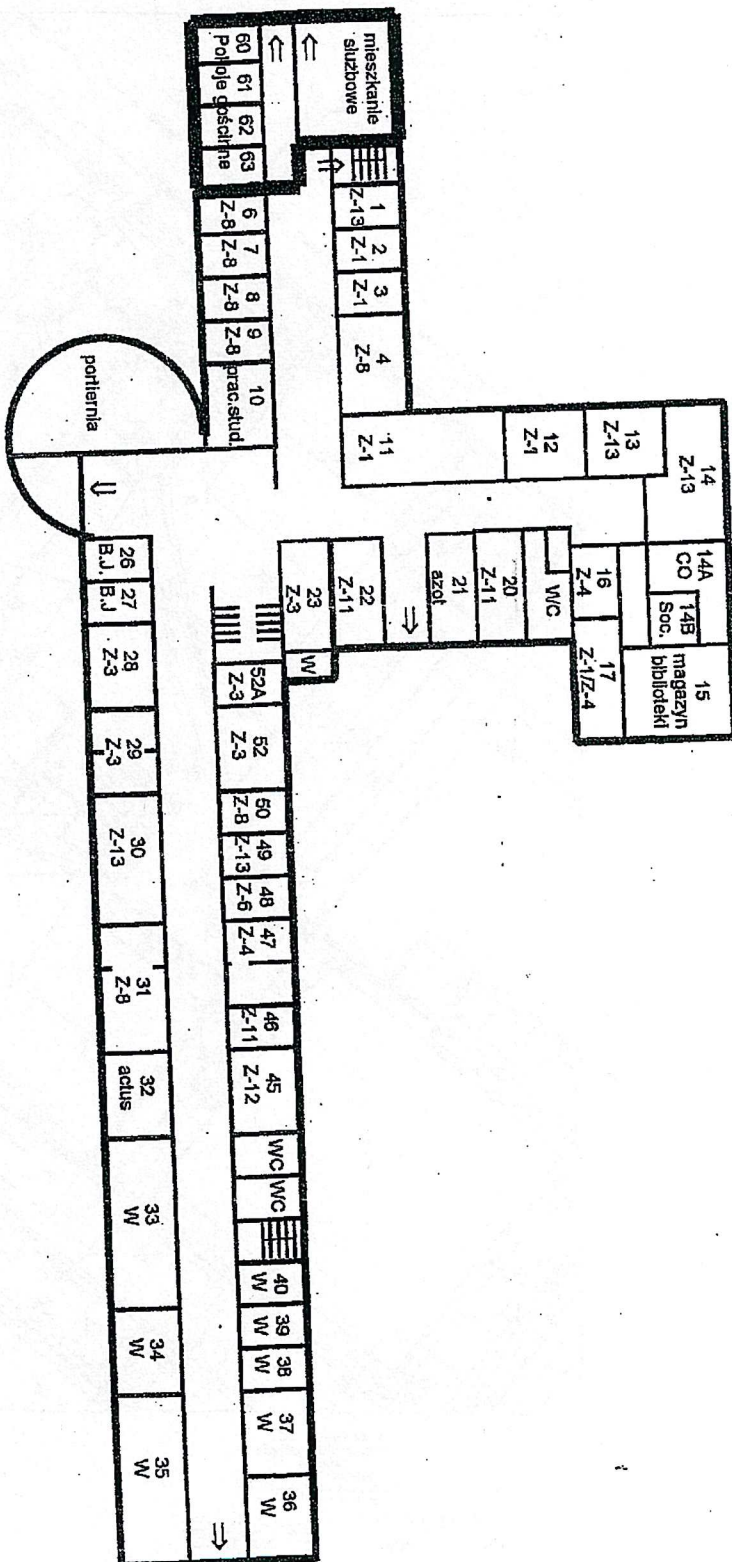 mieszkanie
służbowe
60
61
62
63
Pokoje gościnne
1
Z-13
2
Z-1
3
Z-1
4
Z-8
6
Z-8
7
Z-8
8
Z-8
9
Z-8
10
prac.stud.
portiernia
11
Z-1
12
Z-1
13
Z-13
14
Z-13
14A
CO
14B
Soc.
15
magazyn
biblioteki
16
Z-4
17
Z-1/Z-4
WC
20
Z-11
21
azot
22
Z-11
23
Z-3
W
26
B.J.
27
B.J
28
Z-3
29
Z-3
30
Z-13
31
Z-8
32
actus
33
W
34
W
35
W
52A
Z-3
52
Z-3
50
Z-8
49
Z-13
48
Z-6
47
Z-4
46
Z-11
45
Z-12
WC
WC
40
W
39
W
38
W
37
W
36
W